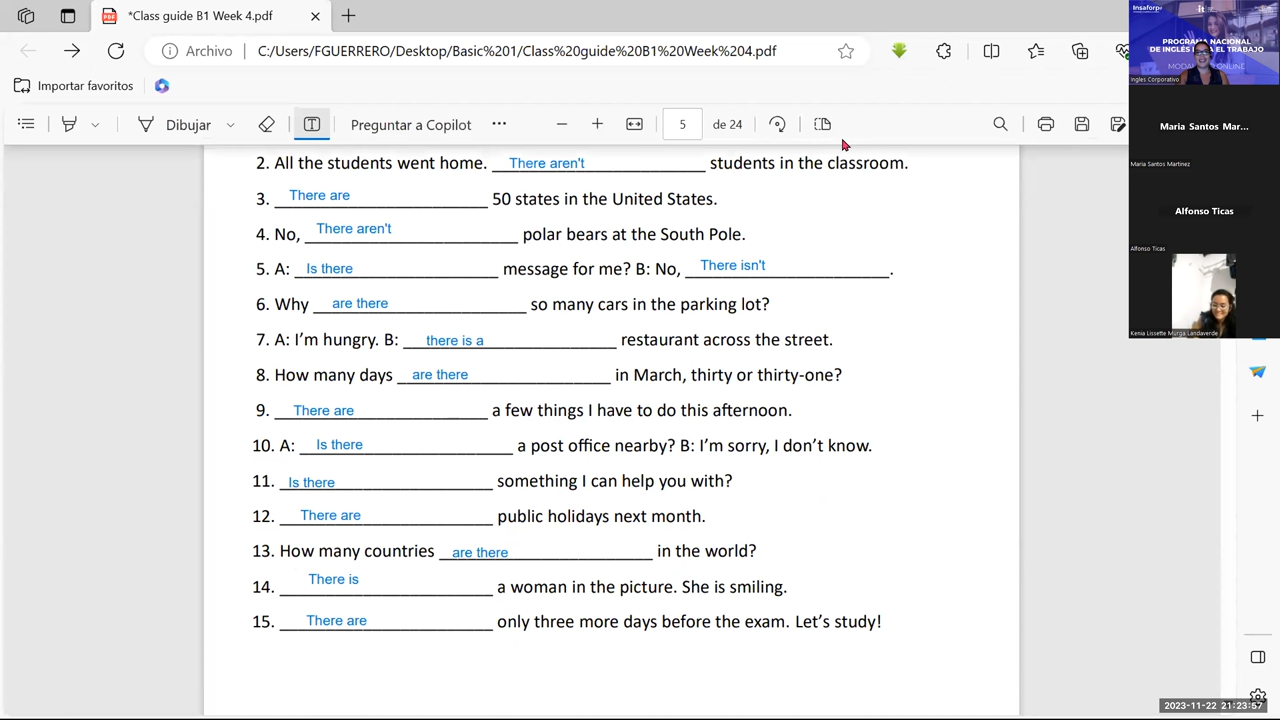 *Class guide B1 Week 4.pdf
Archivo
C:/Users/FGUERRERO/Desktop/Basic%201/Class%20guide%20B1%20Week%204.pdf
Importar favoritos
Dibujar
Preguntar a Copilot
5
de 24
2. All the students went home. There aren't students in the classroom.
3. There are 50 states in the United States.
4. No, There aren't polar bears at the South Pole.
5. A: Is there message for me? B: No, There isn't.
6. Why are there so many cars in the parking lot?
7. A: I'm hungry. B: there is a restaurant across the street.
8. How many days are there in March, thirty or thirty-one?
9. There are a few things I have to do this afternoon.
10. A: Is there a post office nearby? B: I'm sorry, I don't know.
11. Is there something I can help you with?
12. There are public holidays next month.
13. How many countries are there in the world?
14. There is a woman in the picture. She is smiling.
15. There are only three more days before the exam. Let's study!
PROGRAMA NACIONAL
Ingles Corporativo
Maria Santos Mar...
Maria Santos Martinez
Alfonso Ticas
Alfonso Ticas
Kenia Lissette Murga Landaverde
2023-11-22 21:23:57